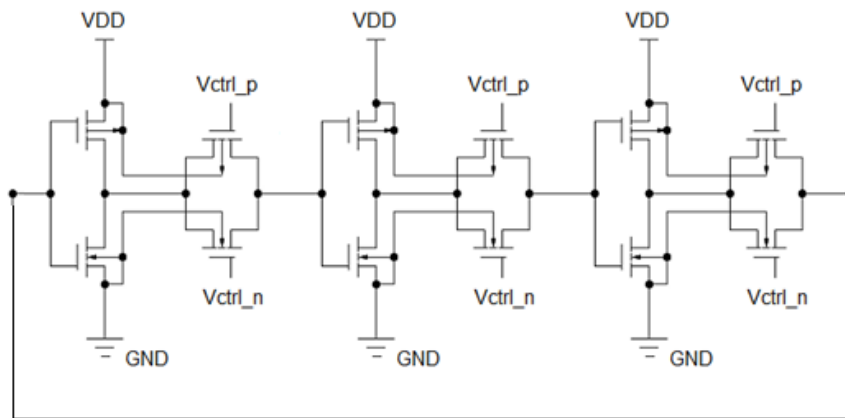 VDD
VDD
VDD
Vctrl_p
Vctrl_p
Vctrl_p
Vctrl_n
Vctrl_n
Vctrl_n
GND
GND
GND